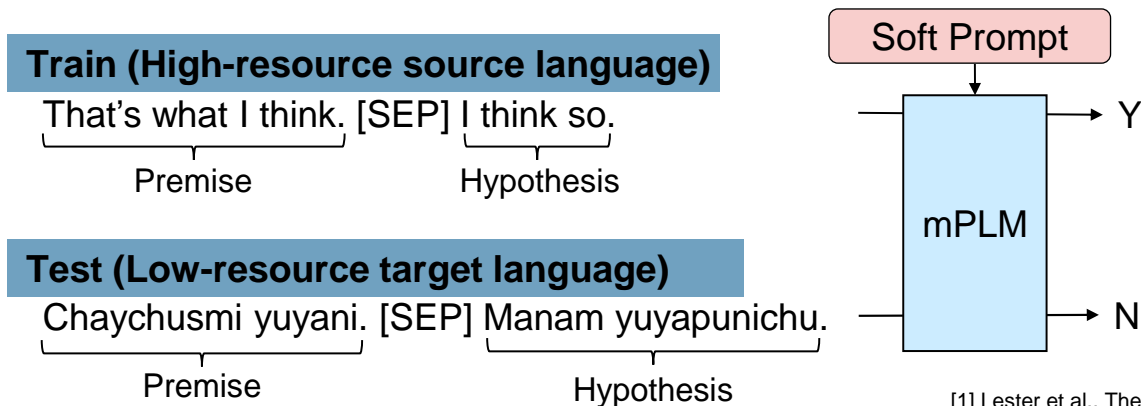 Soft Prompt
Train (High-resource source language)
That's what I think. [SEP] I think so.
Premise
Hypothesis
Y
mPLM
Test (Low-resource target language)
Chaychusmi yuyani. [SEP] Manam yuyapunichu.
Premise
Hypothesis
N
[1] Lester et al., The